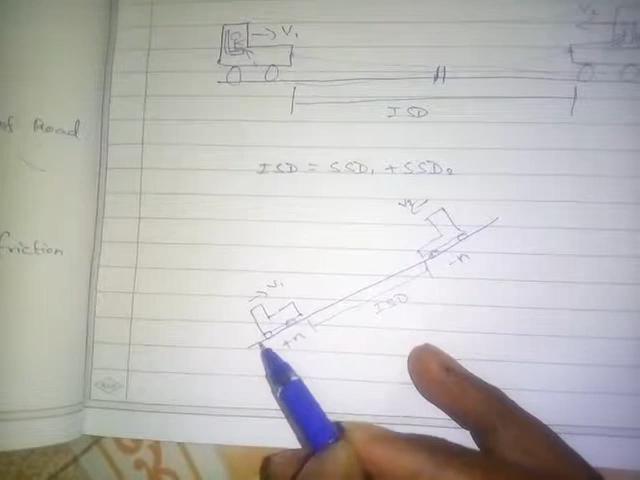 → V₁
V₂
of Road
ISD
ISD = SSD₁ + SSD₂
V₂
friction
-n
V₁
ISD
+n